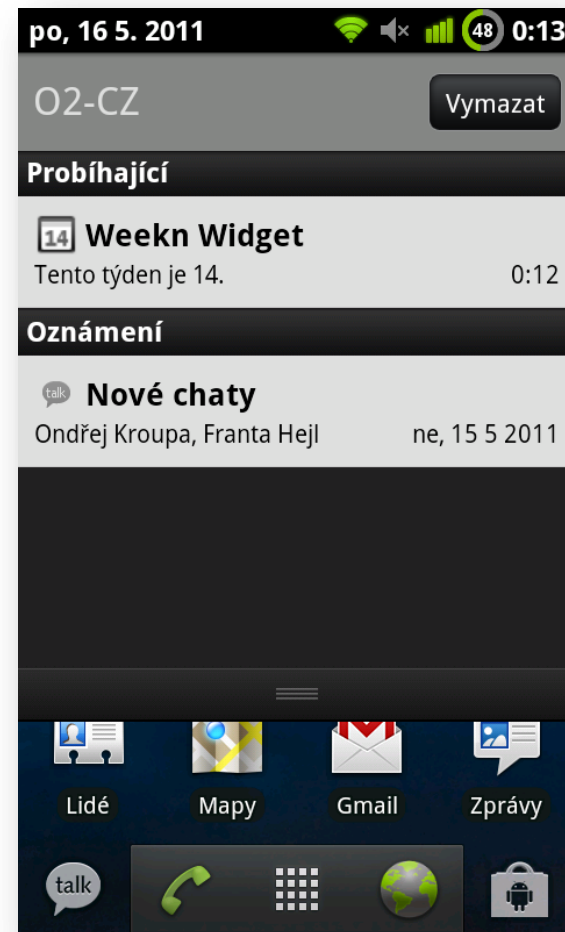 po, 16 5. 2011 48 0:13
O2-CZ Vymazat
Probíhající
14 Weekn Widget
Tento týden je 14. 0:12
Oznámení
talk Nové chaty
Ondřej Kroupa, Franta Hejl ne, 15 5 2011
Lidé Mapy Gmail Zprávy
talk